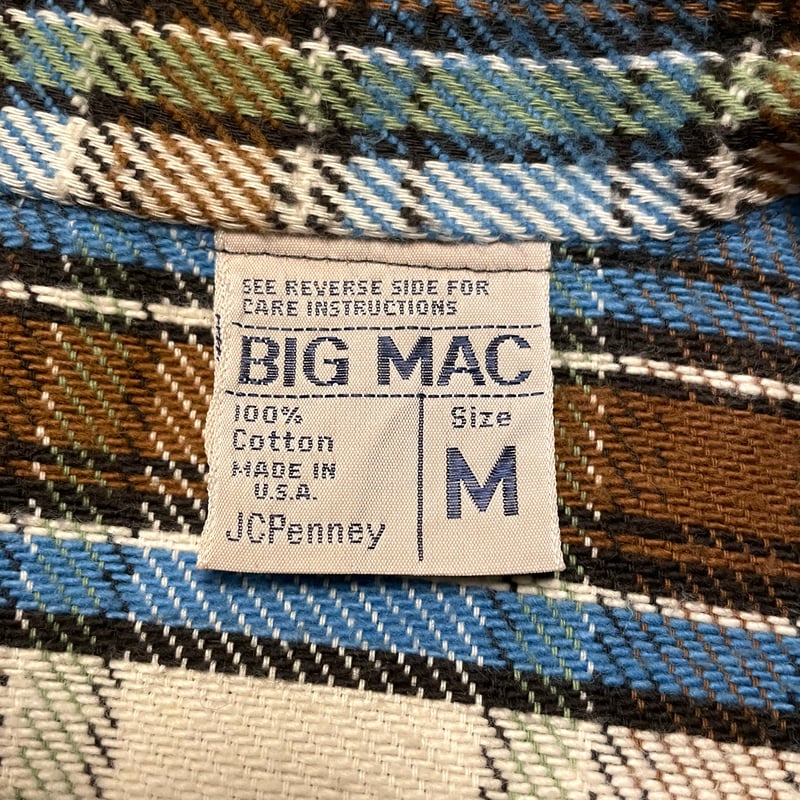 SEE REVERSE SIDE FOR
CARE INSTRUCTIONS
BIG MAC
100%
Cotton
MADE IN
U.S.A.
JCPenney
Size
M